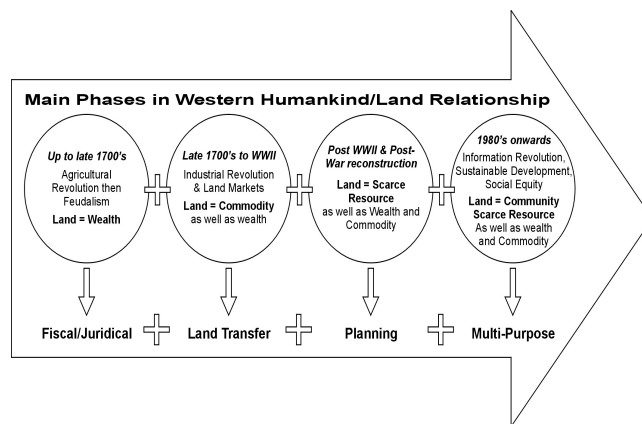 Main Phases in Western Humankind/Land Relationship
Up to late 1700's
Agricultural
Revolution then
Feudalism
Land = Wealth
Late 1700's to WWII
Industrial Revolution
& Land Markets
Land = Commodity
as well as wealth
Post WWII & Post-
War reconstruction
Land = Scarce
Resource
as well as Wealth and
Commodity
1980's onwards
Information Revolution,
Sustainable Development,
Social Equity
Land = Community
Scarce Resource
As well as wealth
and Commodity
Fiscal/Juridical
Land Transfer
Planning
Multi-Purpose